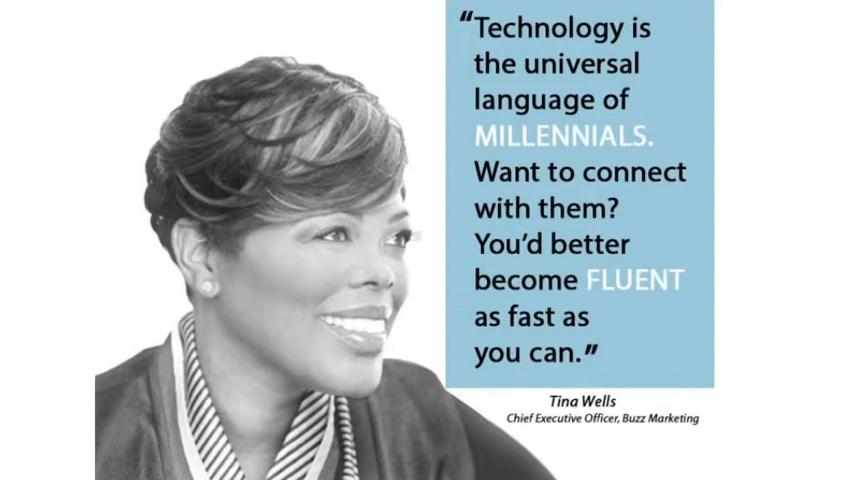 "Technology is
the universal
language of
MILLENNIALS.
Want to connect
with them?
You'd better
become FLUENT
as fast as
you can."
Tina Wells
Chief Executive Officer, Buzz Marketing